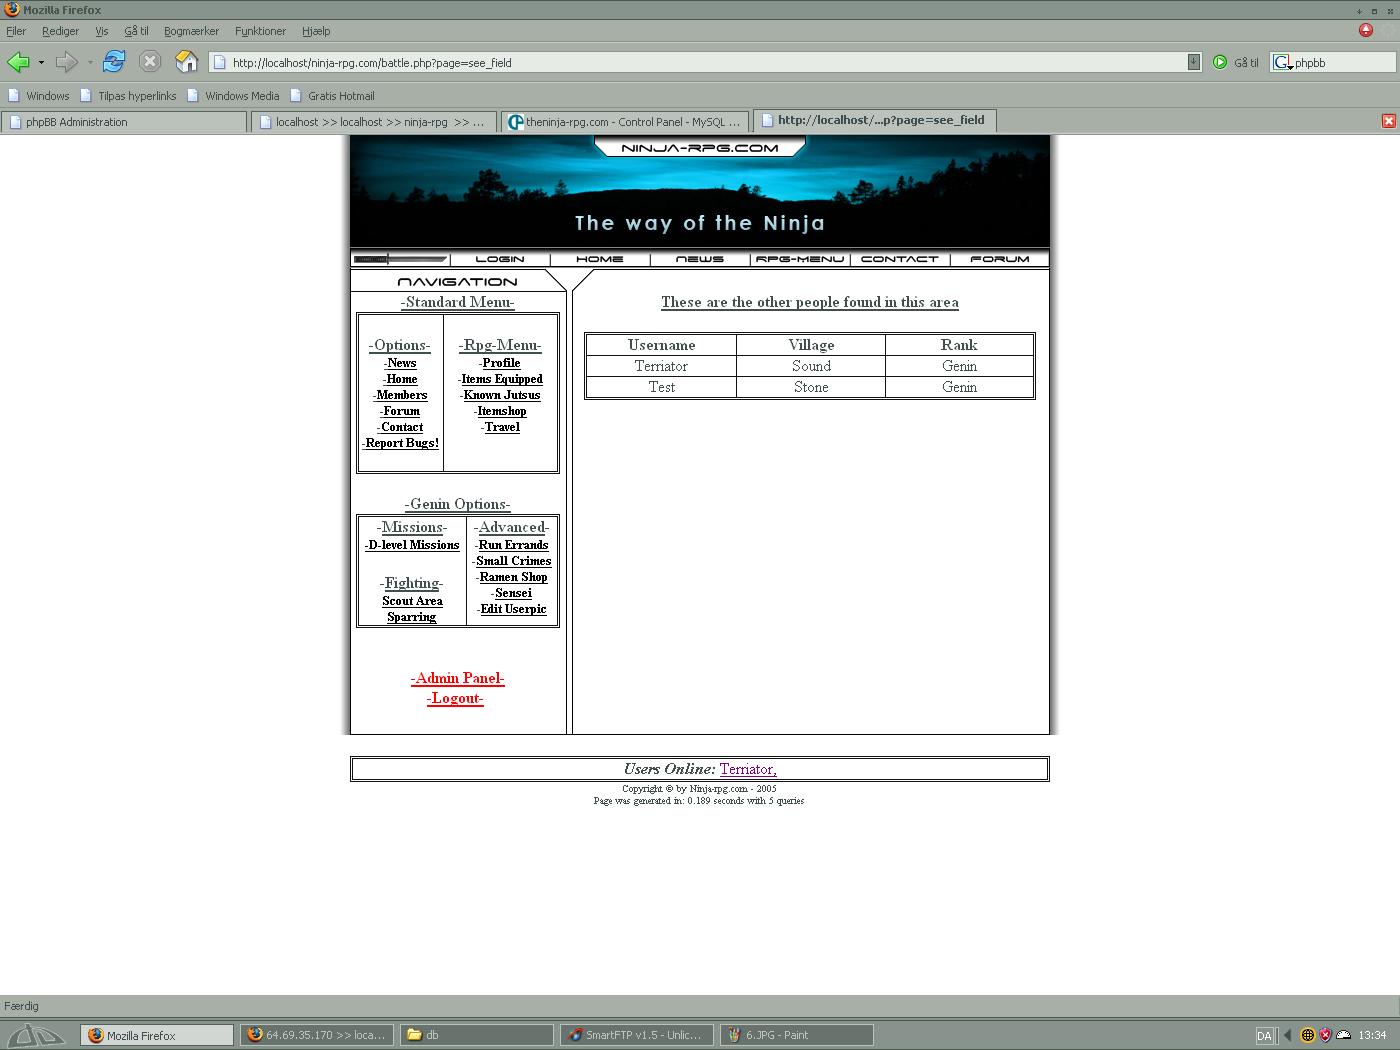 Mozilla Firefox
Filer Rediger Vis Gå til Bogmærker Funktioner Hjælp
http://localhost/ninja-rpg.com/battle.php?page=see_field Gå til phpbb
Windows Tilpas hyperlinks Windows Media Gratis Hotmail
phpBB Administration localhost >> localhost >> ninja-rpg >> ... theninja-rpg.com - Control Panel - MySQL ... http://localhost/...p?page=see_field
NINJA-RPG.COM
The way of the Ninja
LOGIN HOME NEWS RPG-MENU CONTACT FORUM
NAVIGATION
-Standard Menu-
-Options-
-News
-Home
-Members
-Forum
-Contact
-Report Bugs!
-Rpg-Menu-
-Profile
-Items Equipped
-Known Jutsus
-Itemshop
-Travel
-Genin Options-
-Missions-
-D-level Missions
-Fighting-
Scout Area
Sparring
-Advanced-
-Run Errands
-Small Crimes
-Ramen Shop
-Sensei
-Edit Userpic
-Admin Panel-
-Logout-
These are the other people found in this area
Username Village Rank
Terriator Sound Genin
Test Stone Genin
Users Online: Terriator,
Copyright © by Ninja-rpg.com - 2005
Page was generated in: 0.189 seconds with 5 queries
Færdig
Mozilla Firefox 64.69.35.170 >> loca... db SmartFTP v1.5 - Unlic... 6.JPG - Paint DA 13:34